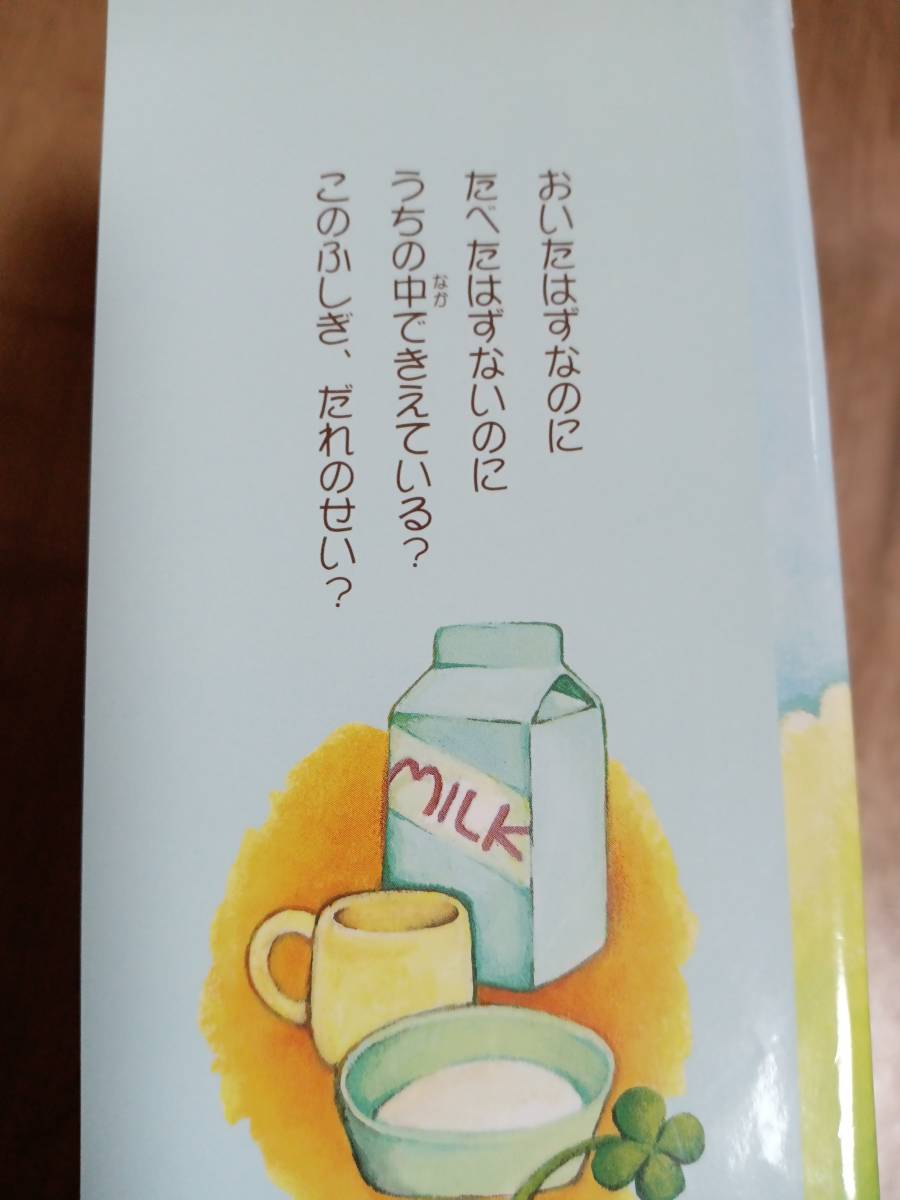 おいたはずなのに
たべたはずないのに
うちの中できえている?
なか
このふしぎ、だれのせい?
MILK